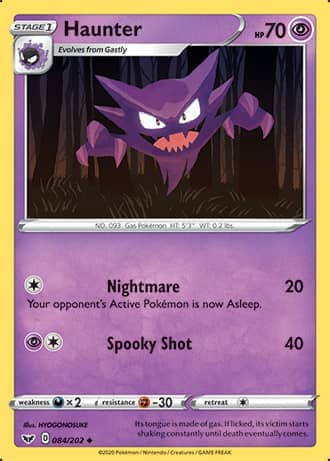 STAGE 1
Haunter
HP 70
Evolves from Gastly
NO. 093 Gas Pokémon HT: 5'3" WT: 0.2 lbs.
Nightmare 20
Your opponent's Active Pokémon is now Asleep.
Spooky Shot 40
weakness ×2 resistance -30 retreat
Illus. HYOGONOSUKE
D 084/202
Its tongue is made of gas. If licked, its victim starts
shaking constantly until death eventually comes.
©2020 Pokémon / Nintendo / Creatures / GAME FREAK